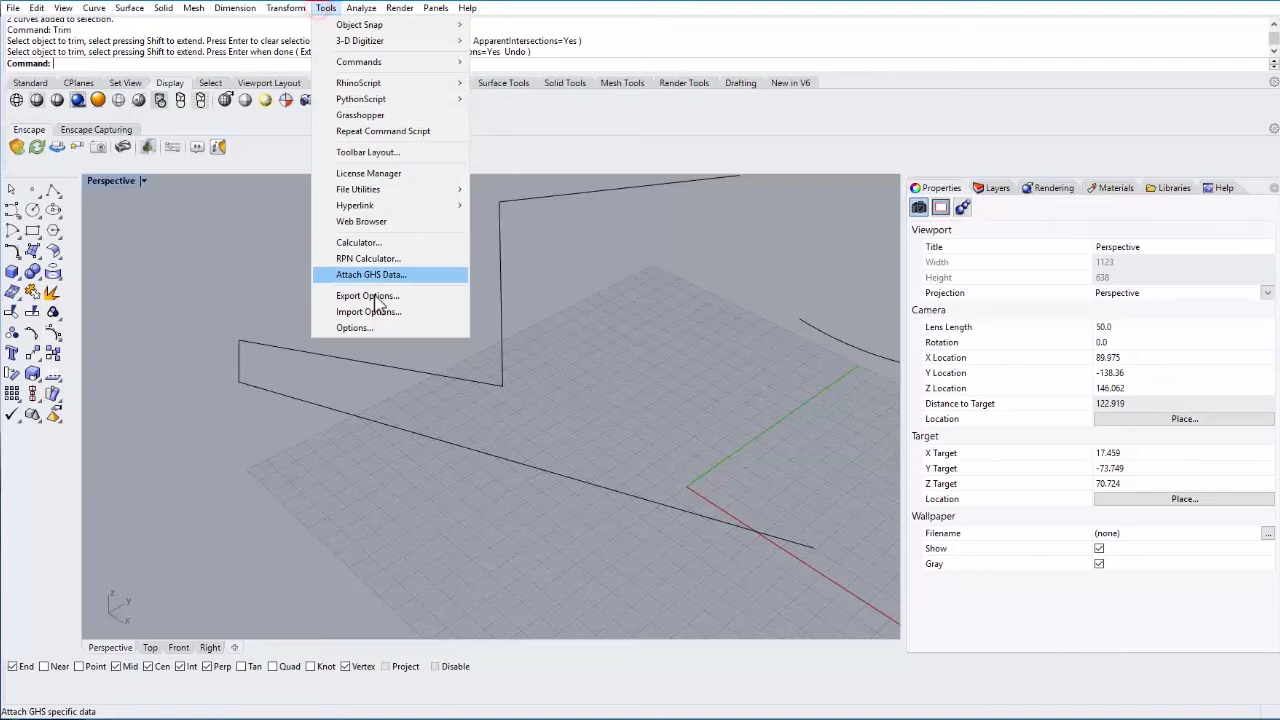 File Edit View Curve Surface Solid Mesh Dimension Transform Tools Analyze Render Panels Help
2 curves added to selection.
Command: Trim
Select object to trim, select pressing Shift to extend. Press Enter to clear selectio
ApparentIntersections=Yes )
Select object to trim, select pressing Shift to extend. Press Enter when done ( Ext
ons=Yes Undo )
Command:
Standard CPlanes Set View Display Select Viewport Layout Surface Tools Solid Tools Mesh Tools Render Tools Drafting New in V6
Enscape Enscape Capturing
Object Snap
3-D Digitizer
Commands
RhinoScript
PythonScript
Grasshopper
Repeat Command Script
Toolbar Layout...
License Manager
File Utilities
Hyperlink
Web Browser
Calculator...
RPN Calculator...
Attach GHS Data...
Export Options...
Import Options...
Options...
Perspective
z
y
x
Properties Layers Rendering Materials Libraries Help
Viewport
Title Perspective
Width 1123
Height 638
Projection Perspective
Camera
Lens Length 50.0
Rotation 0.0
X Location 89.975
Y Location -138.36
Z Location 146.062
Distance to Target 122.919
Location Place...
Target
X Target 17.459
Y Target -73.749
Z Target 70.724
Location Place...
Wallpaper
Filename (none) ...
Show
Gray
Perspective Top Front Right
End Near Point Mid Cen Int Perp Tan Quad Knot Vertex Project Disable
Attach GHS specific data